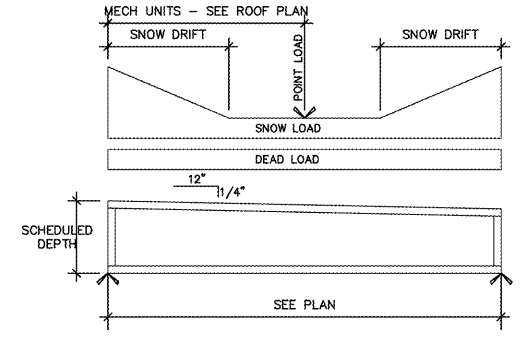 MECH UNITS - SEE ROOF PLAN
SNOW DRIFT
POINT LOAD
SNOW DRIFT
SNOW LOAD
DEAD LOAD
12"
1/4"
SCHEDULED
DEPTH
SEE PLAN